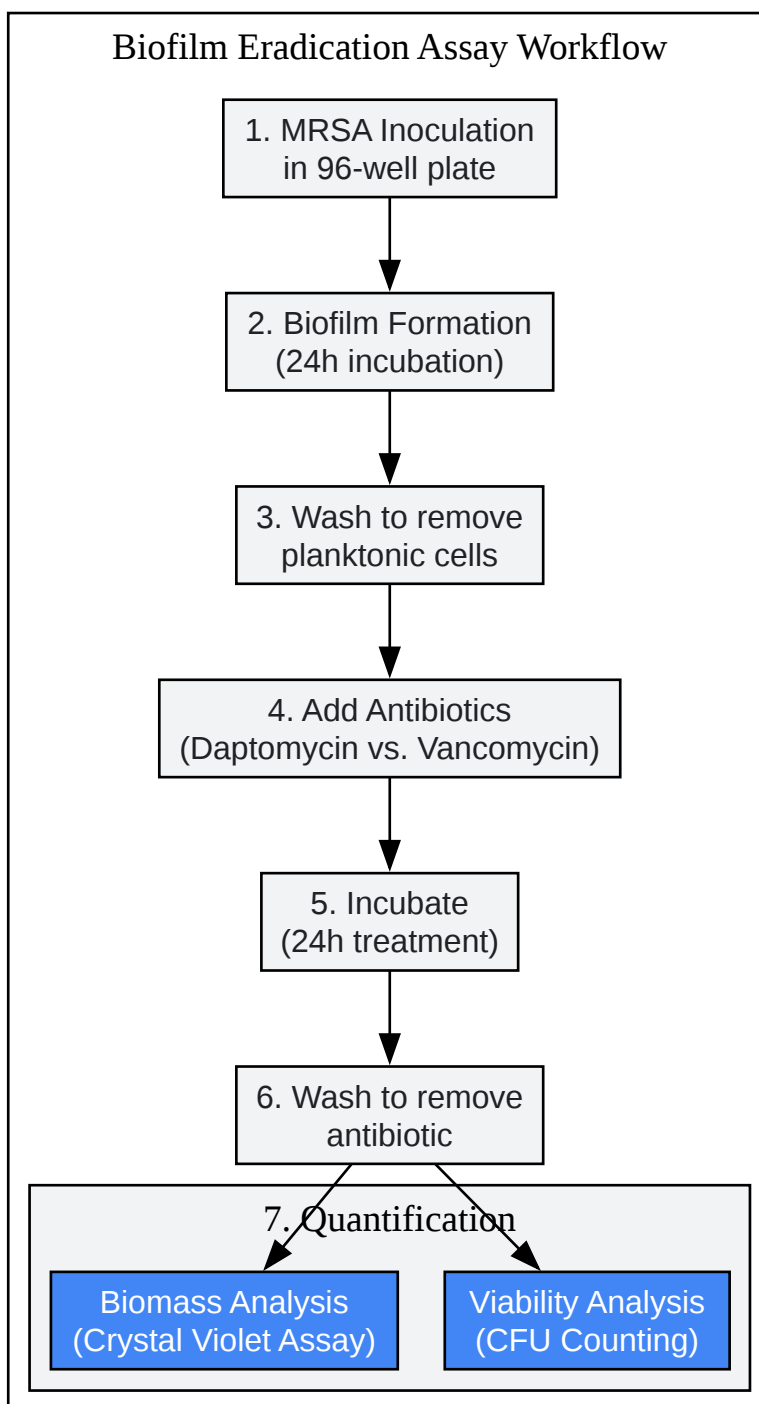 Biofilm Eradication Assay Workflow
1. MRSA Inoculation
in 96-well plate
2. Biofilm Formation
(24h incubation)
3. Wash to remove
planktonic cells
4. Add Antibiotics
(Daptomycin vs. Vancomycin)
5. Incubate
(24h treatment)
6. Wash to remove
antibiotic
7. Quantification
Biomass Analysis
(Crystal Violet Assay)
Viability Analysis
(CFU Counting)